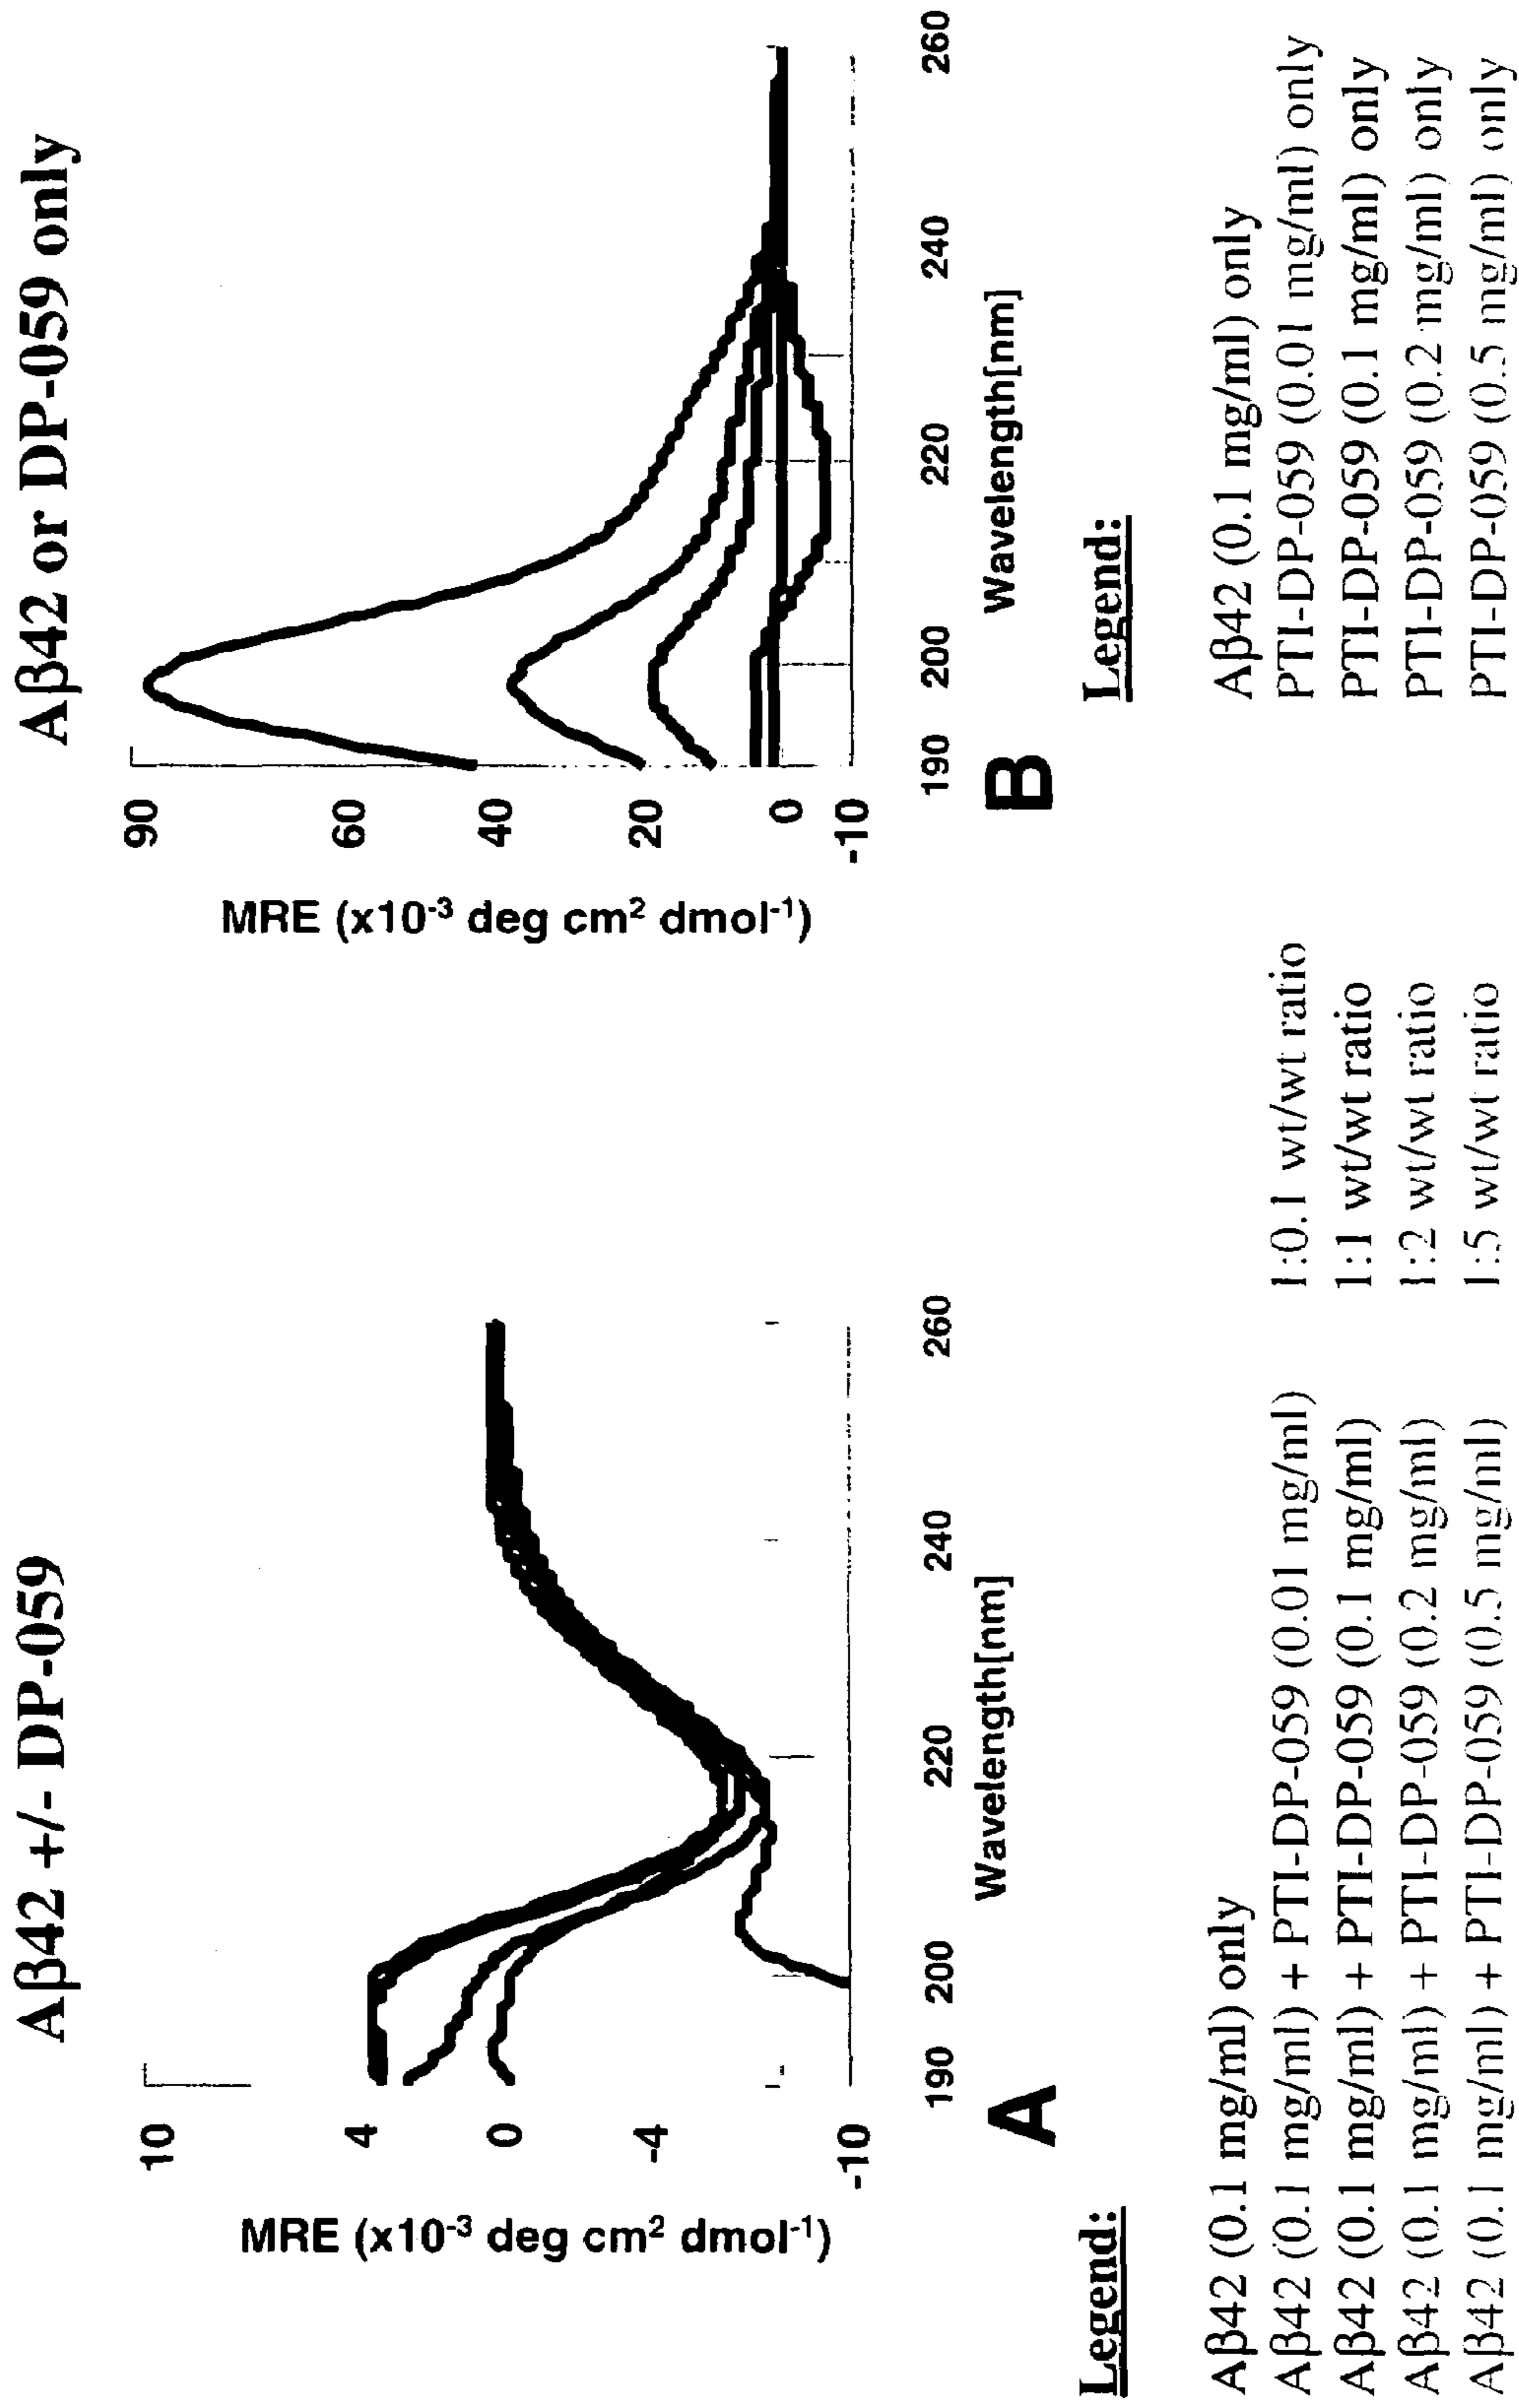 Aβ42 +/- DP-059
MRE (x10⁻³ deg cm² dmol⁻¹)
10
4
0
-4
-10
190
200
220
240
260
Wavelength[nm]
A
Legend:
Aβ42 (0.1 mg/ml) only
Aβ42 (0.1 mg/ml) + PTI-DP-059 (0.01 mg/ml) 1:0.1 wt/wt ratio
Aβ42 (0.1 mg/ml) + PTI-DP-059 (0.1 mg/ml) 1:1 wt/wt ratio
Aβ42 (0.1 mg/ml) + PTI-DP-059 (0.2 mg/ml) 1:2 wt/wt ratio
Aβ42 (0.1 mg/ml) + PTI-DP-059 (0.5 mg/ml) 1:5 wt/wt ratio
Aβ42 or DP-059 only
MRE (x10⁻³ deg cm² dmol⁻¹)
90
60
40
20
0
-10
190
200
220
240
260
Wavelength[nm]
B
Legend:
Aβ42 (0.1 mg/ml) only
PTI-DP-059 (0.01 mg/ml) only
PTI-DP-059 (0.1 mg/ml) only
PTI-DP-059 (0.2 mg/ml) only
PTI-DP-059 (0.5 mg/ml) only